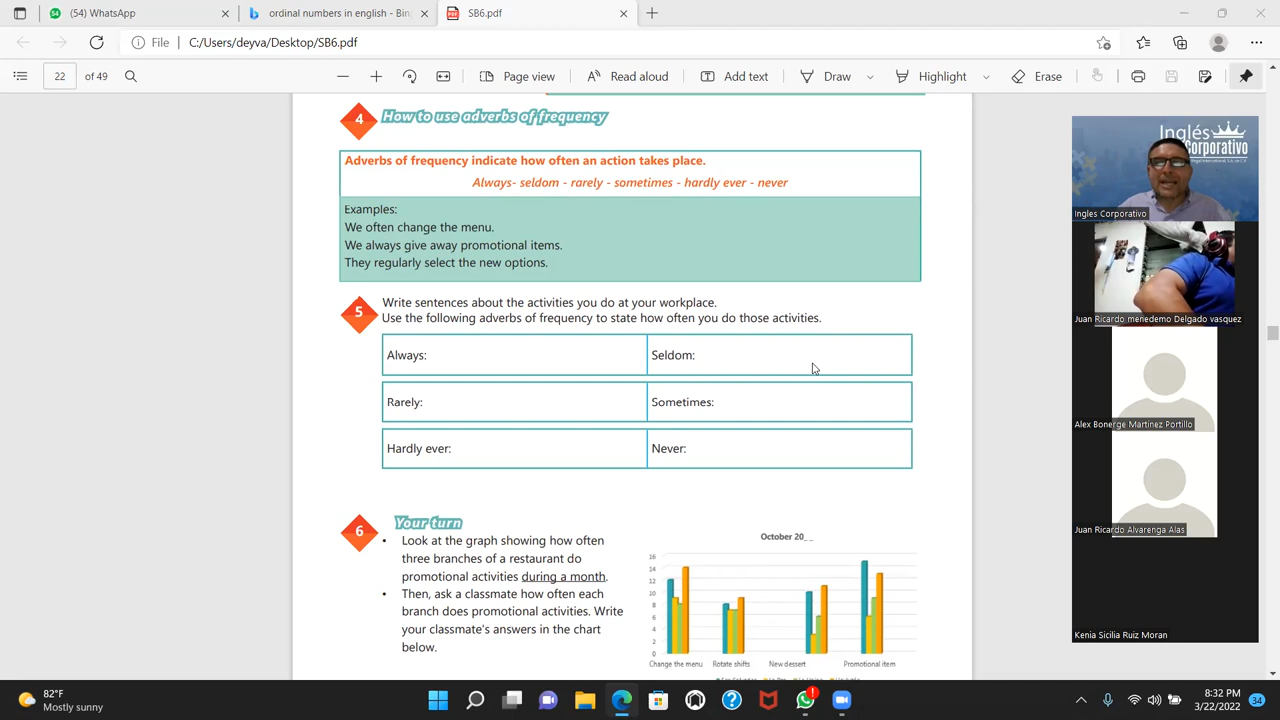 (54) WhatsApp
ordinal numbers in english - Bin
SB6.pdf
File
C:/Users/deyva/Desktop/SB6.pdf
22 of 49
Page view
Read aloud
Add text
Draw
Highlight
Erase
4 How to use adverbs of frequency
Adverbs of frequency indicate how often an action takes place.
Always- seldom - rarely - sometimes - hardly ever - never
Examples:
We often change the menu.
We always give away promotional items.
They regularly select the new options.
5 Write sentences about the activities you do at your workplace.
Use the following adverbs of frequency to state how often you do those activities.
Always:
Seldom:
Rarely:
Sometimes:
Hardly ever:
Never:
6 Your turn
• Look at the graph showing how often
three branches of a restaurant do
promotional activities during a month.
• Then, ask a classmate how often each
branch does promotional activities. Write
your classmate's answers in the chart
below.
October 20_ _
16
14
12
10
8
6
4
2
0
Change the menu
Rotate shifts
New dessert
Promotional item
Inglés
Corporativo
Ingles Corporativo
Juan Ricardo menedemo Delgado vasquez
Alex Bonerge Martinez Portillo
Juan Ricardo Alvarenga Alas
Kenia Sicilia Ruiz Moran
82°F
Mostly sunny
8:32 PM
3/22/2022
34